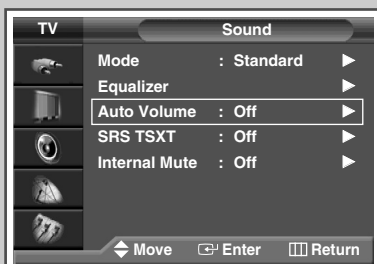 TV Sound
Mode : Standard
Equalizer
Auto Volume : Off
SRS TSXT : Off
Internal Mute : Off
Move Enter Return